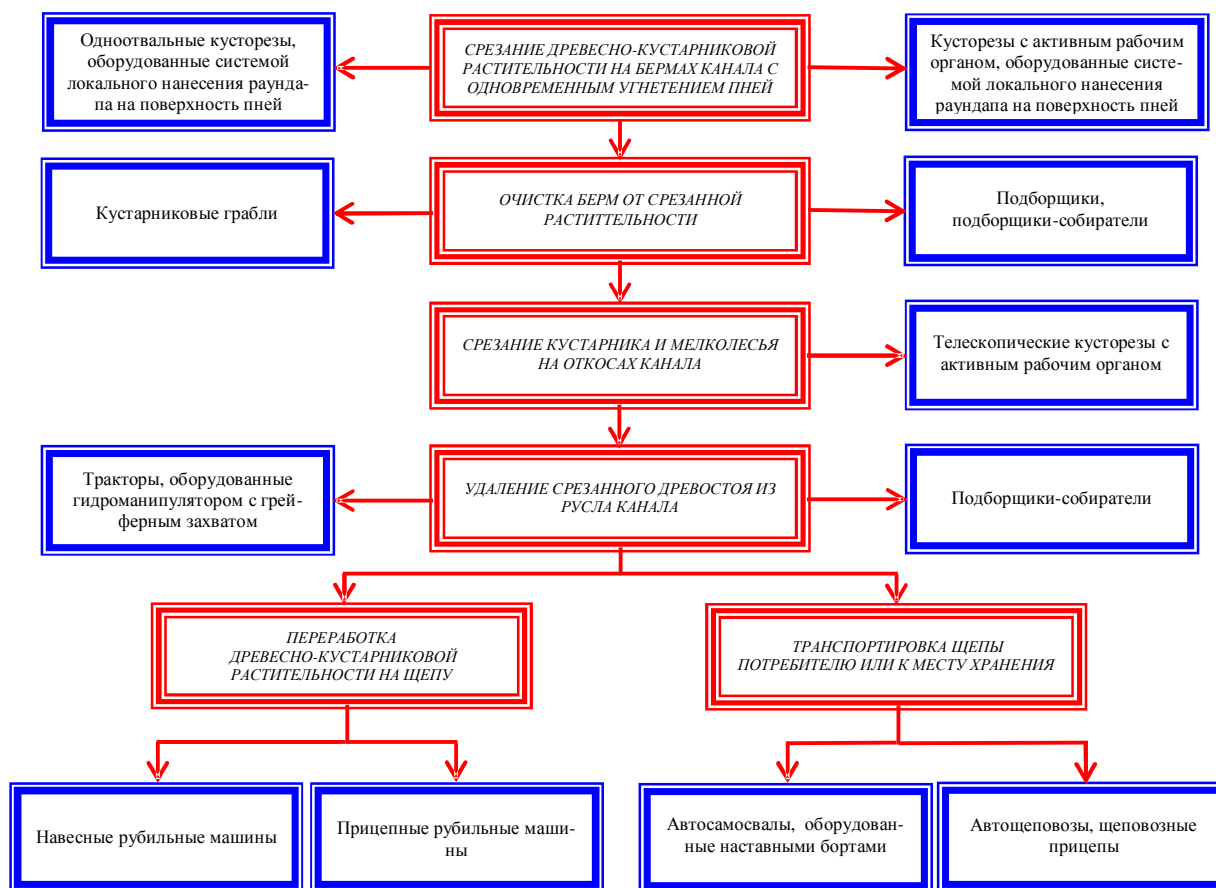 Одноотвальные кусторезы,
оборудованные системой
локального нанесения раунда-
па на поверхность пней
СРЕЗАНИЕ ДРЕВЕСНО-КУСТАРНИКОВОЙ
РАСТИТЕЛЬНОСТИ НА БЕРМАХ КАНАЛА С
ОДНОВРЕМЕННЫМ УГНЕТЕНИЕМ ПНЕЙ
Кусторезы с активным рабочим
органом, оборудованные систе-
мой локального нанесения
раундапа на поверхность пней
Кустарниковые грабли
ОЧИСТКА БЕРМ ОТ СРЕЗАННОЙ
РАСТИТТЕЛЬНОСТИ
Подборщики,
подборщики-собиратели
СРЕЗАНИЕ КУСТАРНИКА И МЕЛКОЛЕСЬЯ
НА ОТКОСАХ КАНАЛА
Телескопические кусторезы с
активным рабочим органом
Тракторы, оборудованные
гидроманипулятором с грей-
ферным захватом
УДАЛЕНИЕ СРЕЗАННОГО ДРЕВОСТОЯ ИЗ
РУСЛА КАНАЛА
Подборщики-собиратели
ПЕРЕРАБОТКА
ДРЕВЕСНО-КУСТАРНИКОВОЙ
РАСТИТЕЛЬНОСТИ НА ЩЕПУ
ТРАНСПОРТИРОВКА ЩЕПЫ
ПОТРЕБИТЕЛЮ ИЛИ К МЕСТУ ХРАНЕНИЯ
Навесные рубильные машины
Прицепные рубильные маши-
ны
Автосамосвалы, оборудован-
ные наставными бортами
Автощеповозы, щеповозные
прицепы